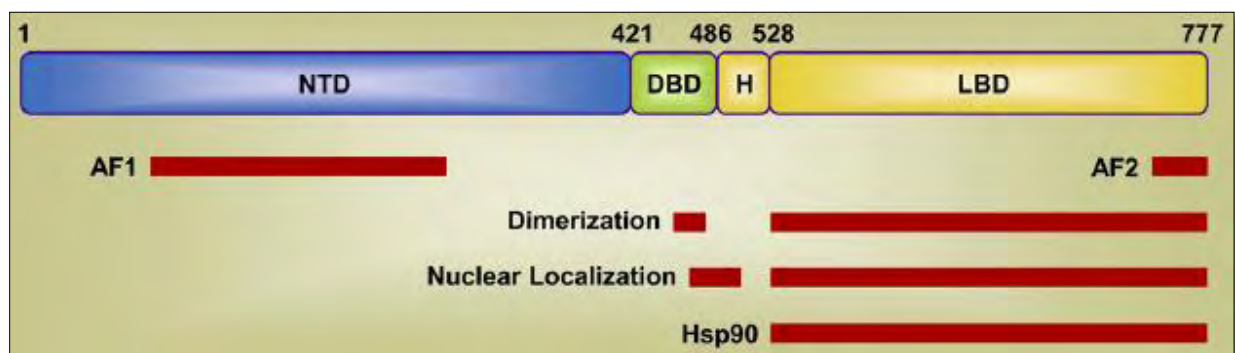 1 421 486 528 777
NTD DBD H LBD
AF1 AF2
Dimerization
Nuclear Localization
Hsp90